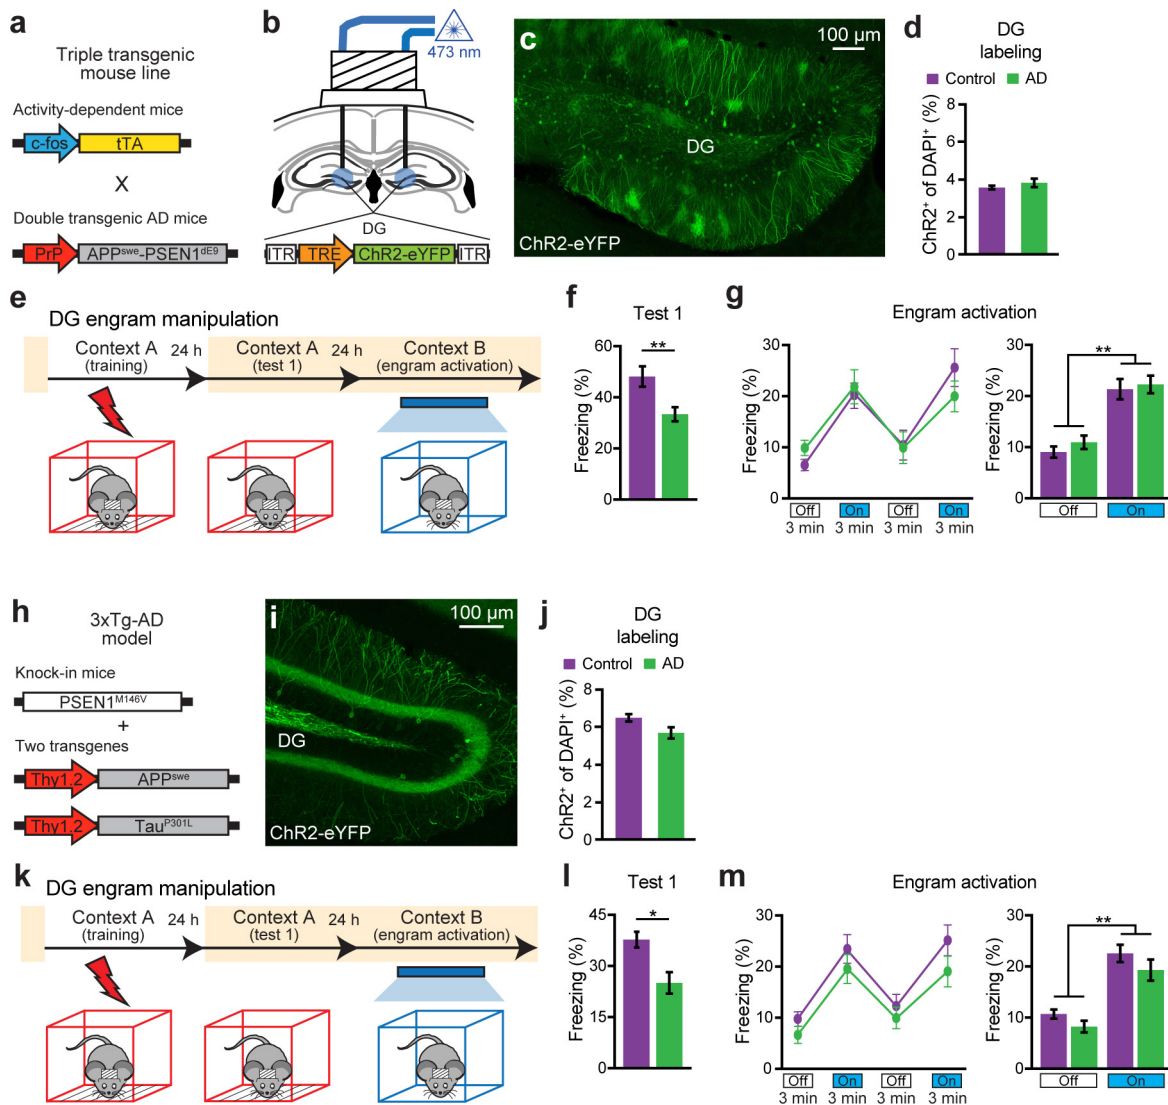 a
Triple transgenic
mouse line
Activity-dependent mice
c-fos tTA
X
Double transgenic AD mice
PrP APPswe-PSEN1dE9
b
473 nm
DG
ITR TRE ChR2-eYFP ITR
c
100 µm
DG
ChR2-eYFP
d
DG
labeling
Control AD
ChR2+ of DAPI+ (%)
8
6
4
2
0
e
DG engram manipulation
Context A 24 h Context A 24 h Context B
(training) (test 1) (engram activation)
f
Test 1
**
Freezing (%)
60
40
20
0
g
Engram activation
Freezing (%)
30
20
10
0
Off On Off On
3 min 3 min 3 min 3 min
**
Freezing (%)
30
20
10
0
Off On
h
3xTg-AD
model
Knock-in mice
PSEN1M146V
+
Two transgenes
Thy1.2 APPswe
Thy1.2 TauP301L
i
100 µm
DG
ChR2-eYFP
j
DG
labeling
Control AD
ChR2+ of DAPI+ (%)
8
6
4
2
0
k
DG engram manipulation
Context A 24 h Context A 24 h Context B
(training) (test 1) (engram activation)
l
Test 1
*
Freezing (%)
45
30
15
0
m
Engram activation
Freezing (%)
30
20
10
0
Off On Off On
3 min 3 min 3 min 3 min
**
Freezing (%)
30
20
10
0
Off On